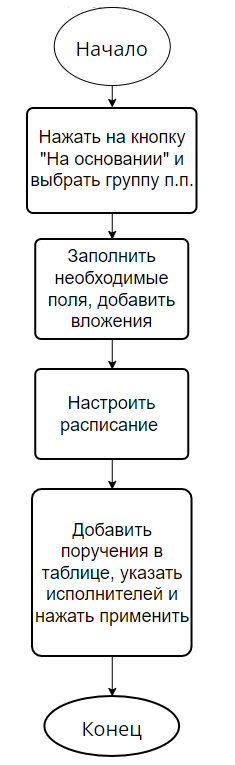 Начало
Нажать на кнопку
"На основании" и
выбрать группу п.п.
Заполнить
необходимые
поля, добавить
вложения
Настроить
расписание
Добавить
поручения в
таблице, указать
исполнителей и
нажать применить
Конец